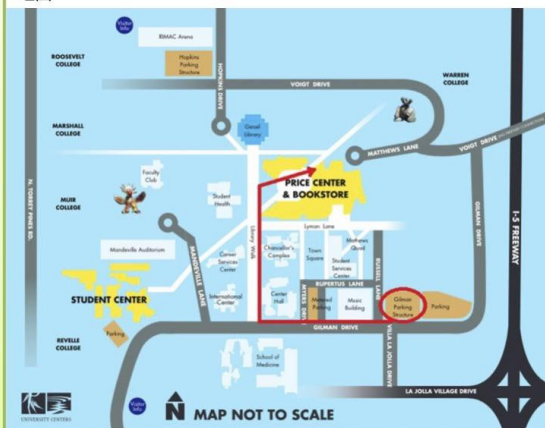 Visitor
Info
RIMAC Arena
ROOSEVELT
COLLEGE
Hopkins
Parking
Structure
HOPKINS DRIVE
VOIGT DRIVE
WARREN
COLLEGE
MARSHALL
COLLEGE
Geisel
Library
MATTHEWS LANE
VOIGT DRIVE
N. TORREY PINES RD.
Faculty
Club
PRICE CENTER
& BOOKSTORE
MUIR
COLLEGE
Student
Health
Library Walk
Lyman Lane
GILMAN DRIVE
I-5 FREEWAY
Mandeville Auditorium
MANDEVILLE LANE
Career
Services
Center
Chancellor's
Complex
Town
Square
Mathews
Quad
Student
Services
Center
RUSSELL LANE
RUPERTUS LANE
STUDENT CENTER
International
Center
Center
Hall
MYERS DRIVE
Metered
Parking
Music
Building
Gilman
Parking
Structure
Parking
Parking
GILMAN DRIVE
REVELLE
COLLEGE
School of
Medicine
VILLA LA JOLLA DRIVE
LA JOLLA VILLAGE DRIVE
UNIVERSITY CENTERS
Visitor
Info
N MAP NOT TO SCALE